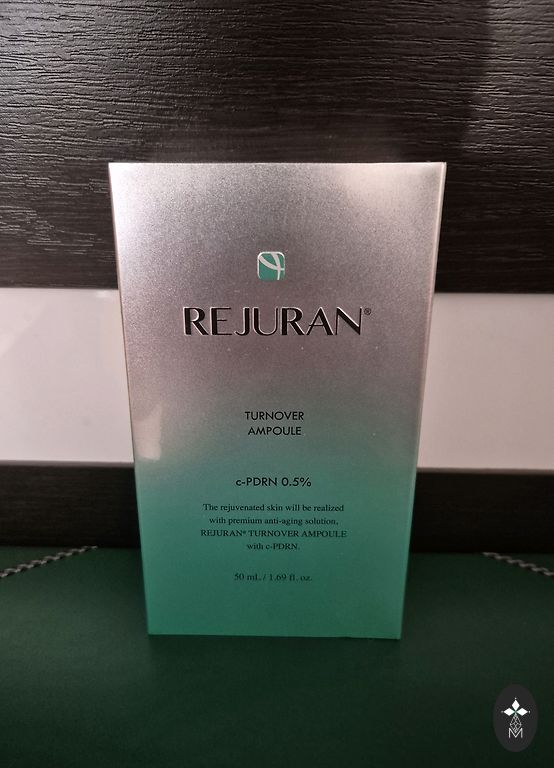 REJURAN®
TURNOVER
AMPOULE
c-PDRN 0.5%
The rejuvenated skin will be realized
with premium anti-aging solution,
REJURAN® TURNOVER AMPOULE
with c-PDRN.
50 mL / 1.69 fl. oz.
M